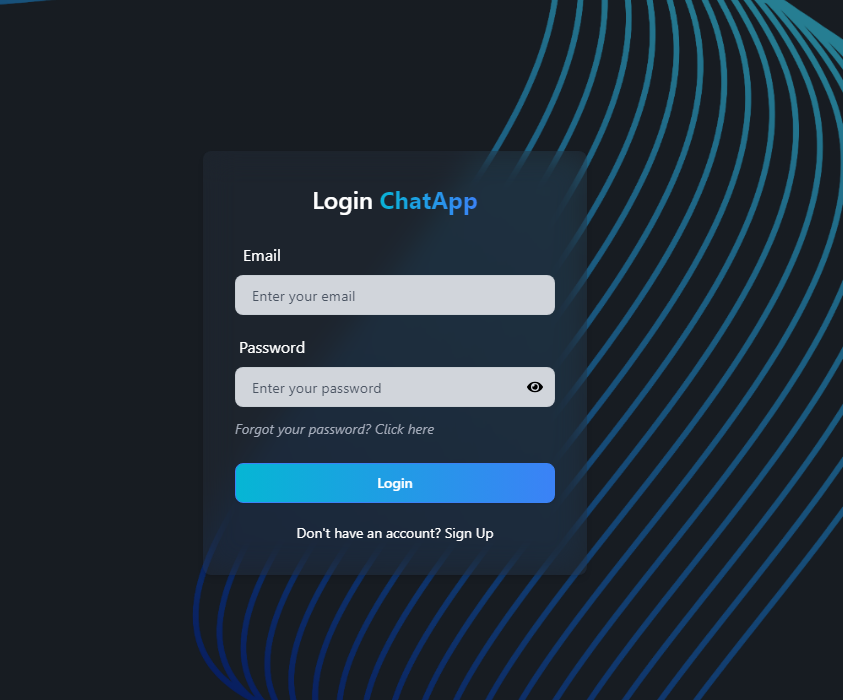 Login ChatApp
Email
Enter your email
Password
Enter your password
Forgot your password? Click here
Login
Don't have an account? Sign Up